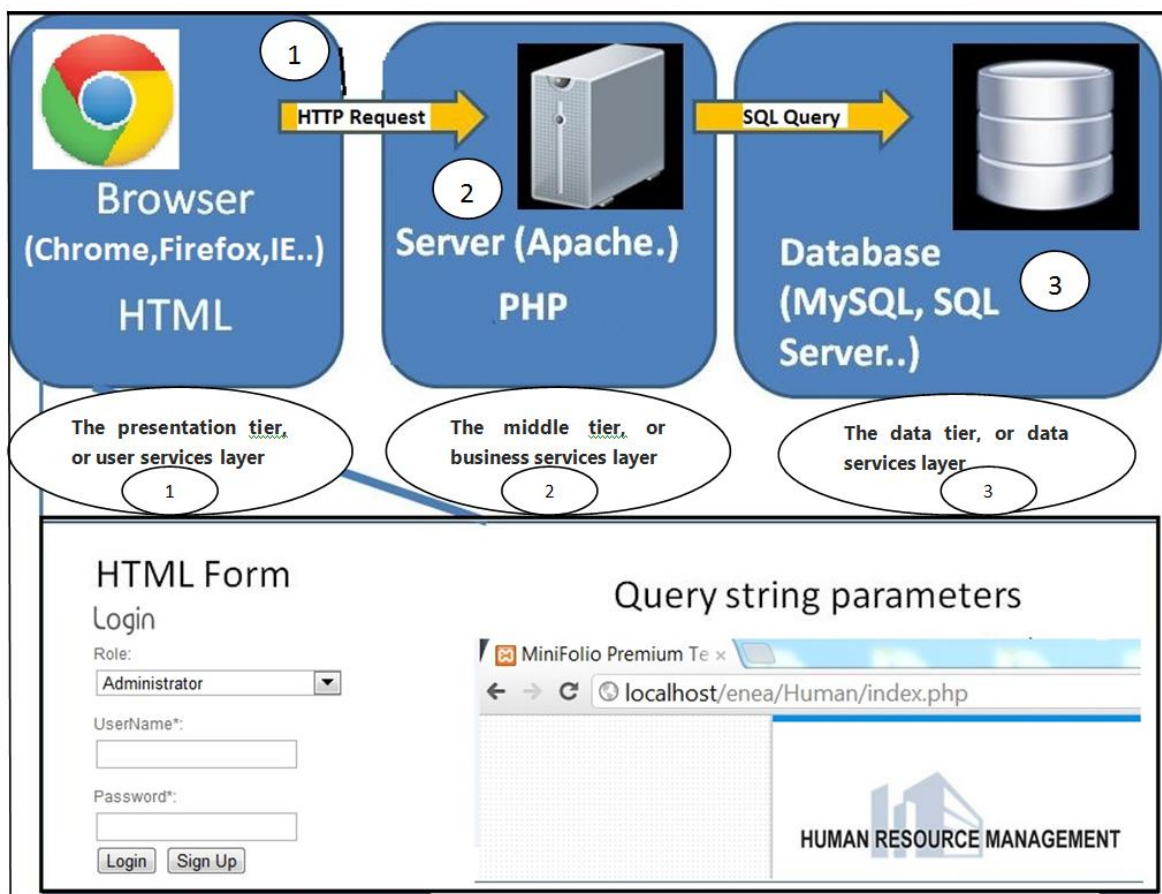 1
HTTP Request
Browser
(Chrome,Firefox,IE..)
HTML
2
Server (Apache.)
PHP
SQL Query
Database
(MySQL, SQL
Server..)
3
The presentation tier,
or user services layer
1
The middle tier, or
business services layer
2
The data tier, or data
services layer
3
HTML Form
Login
Role:
Administrator
UserName*:
Password*:
Login
Sign Up
Query string parameters
MiniFolio Premium Te ×
localhost/enea/Human/index.php
HUMAN RESOURCE MANAGEMENT